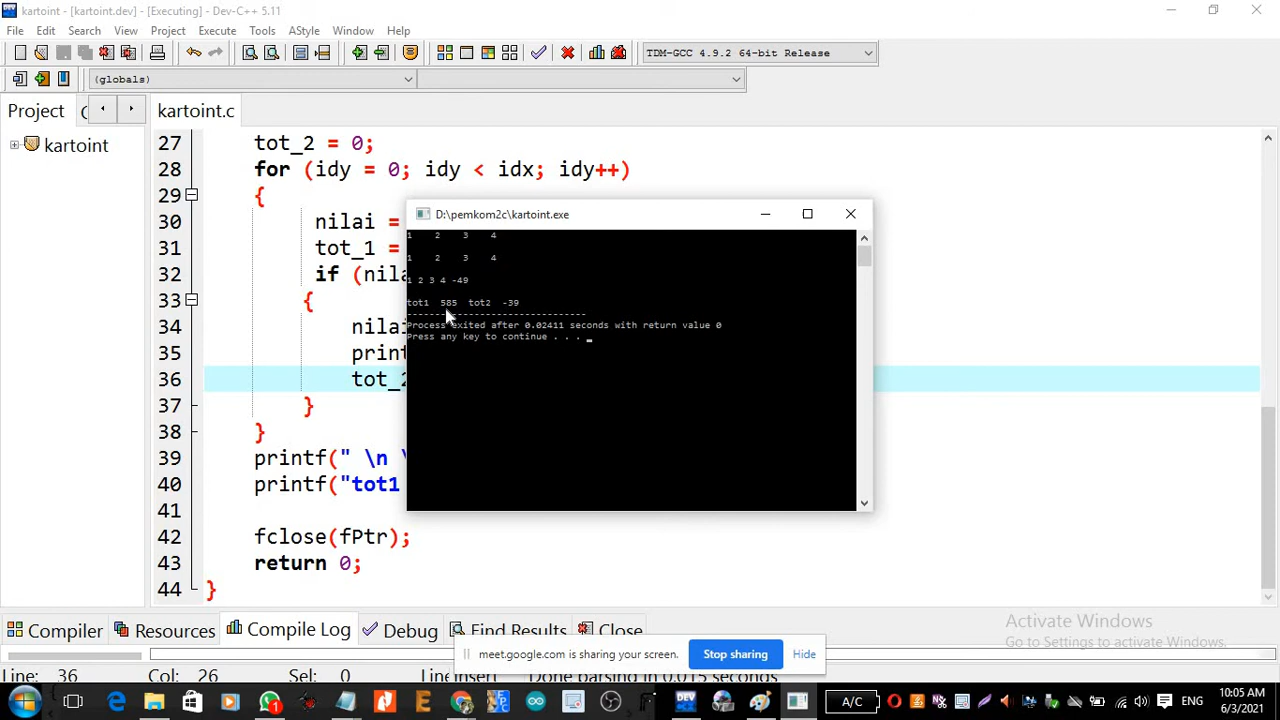 kartoint - [kartoint.dev] - [Executing] - Dev-C++ 5.11
File Edit Search View Project Execute Tools AStyle Window Help
TDM-GCC 4.9.2 64-bit Release
(globals)
Project
kartoint.c
kartoint
27 tot_2 = 0;
28 for (idy = 0; idy < idx; idy++)
29 {
30 nilai =
31 tot_1 =
32 if (nila
33 {
34 nilai
35 print
36 tot_2
37 }
38 }
39 printf(" \n \
40 printf("tot1
41
42 fclose(fPtr);
43 return 0;
44 }
D:\pemkom2c\kartoint.exe
1 2 3 4
1 2 3 4
1 2 3 4 -49
tot1 585 tot2 -39
--------------------------------
Process exited after 0.02411 seconds with return value 0
Press any key to continue . . .
Activate Windows
Go to Settings to activate Windows.
Compiler Resources Compile Log Debug Find Results Close
meet.google.com is sharing your screen. Stop sharing Hide
Line: 36 Col: 26 Sel: 0 Done parsing in 0.015 seconds
A/C ENG
10:05 AM
6/3/2021